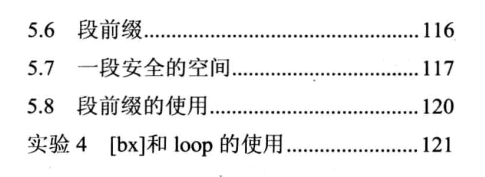 5.6 段前缀..................................................116
5.7 一段安全的空间..................................117
5.8 段前缀的使用......................................120
实验 4 [bx]和 loop 的使用........................121